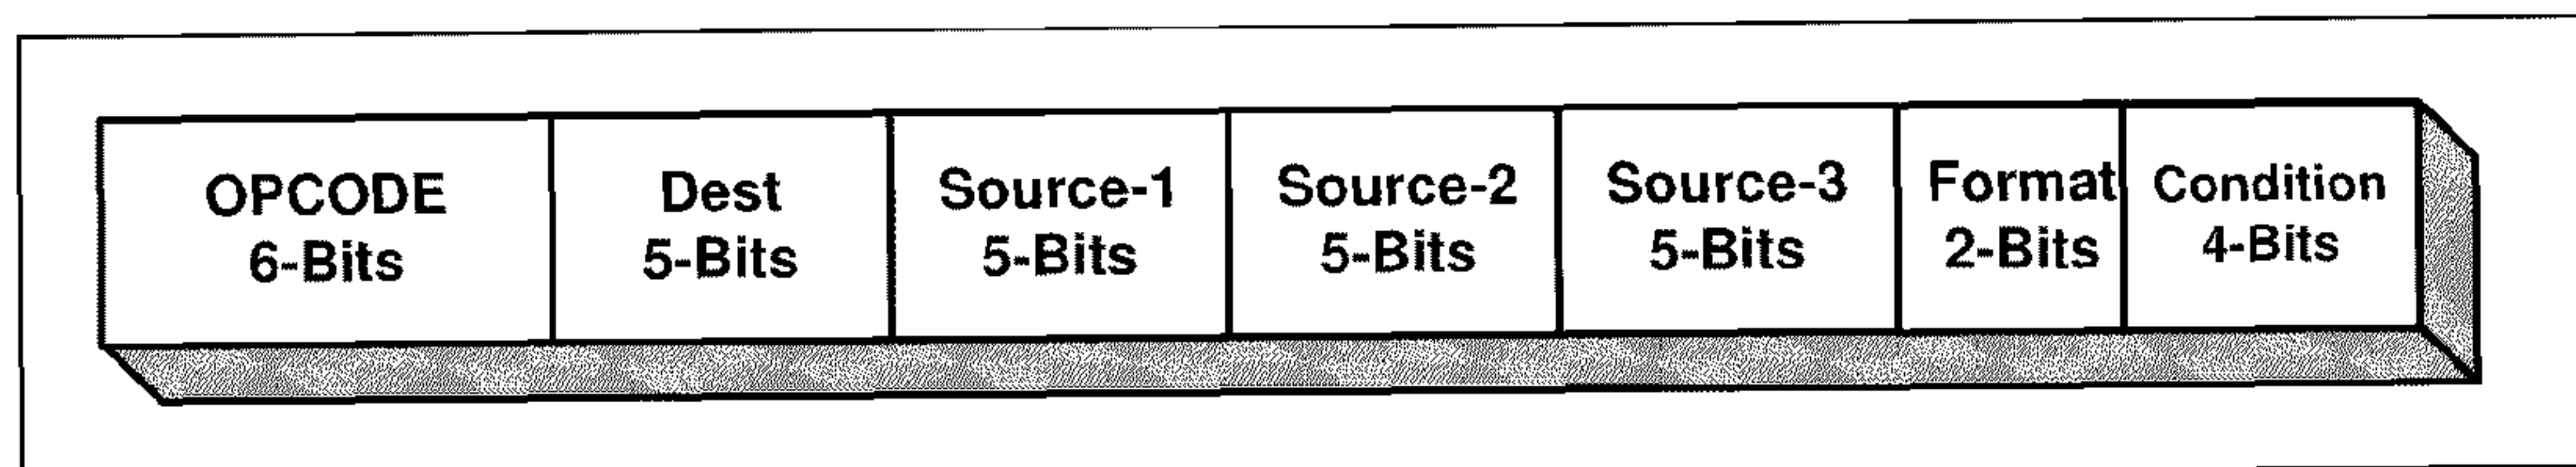 OPCODE
6-Bits
Dest
5-Bits
Source-1
5-Bits
Source-2
5-Bits
Source-3
5-Bits
Format
2-Bits
Condition
4-Bits